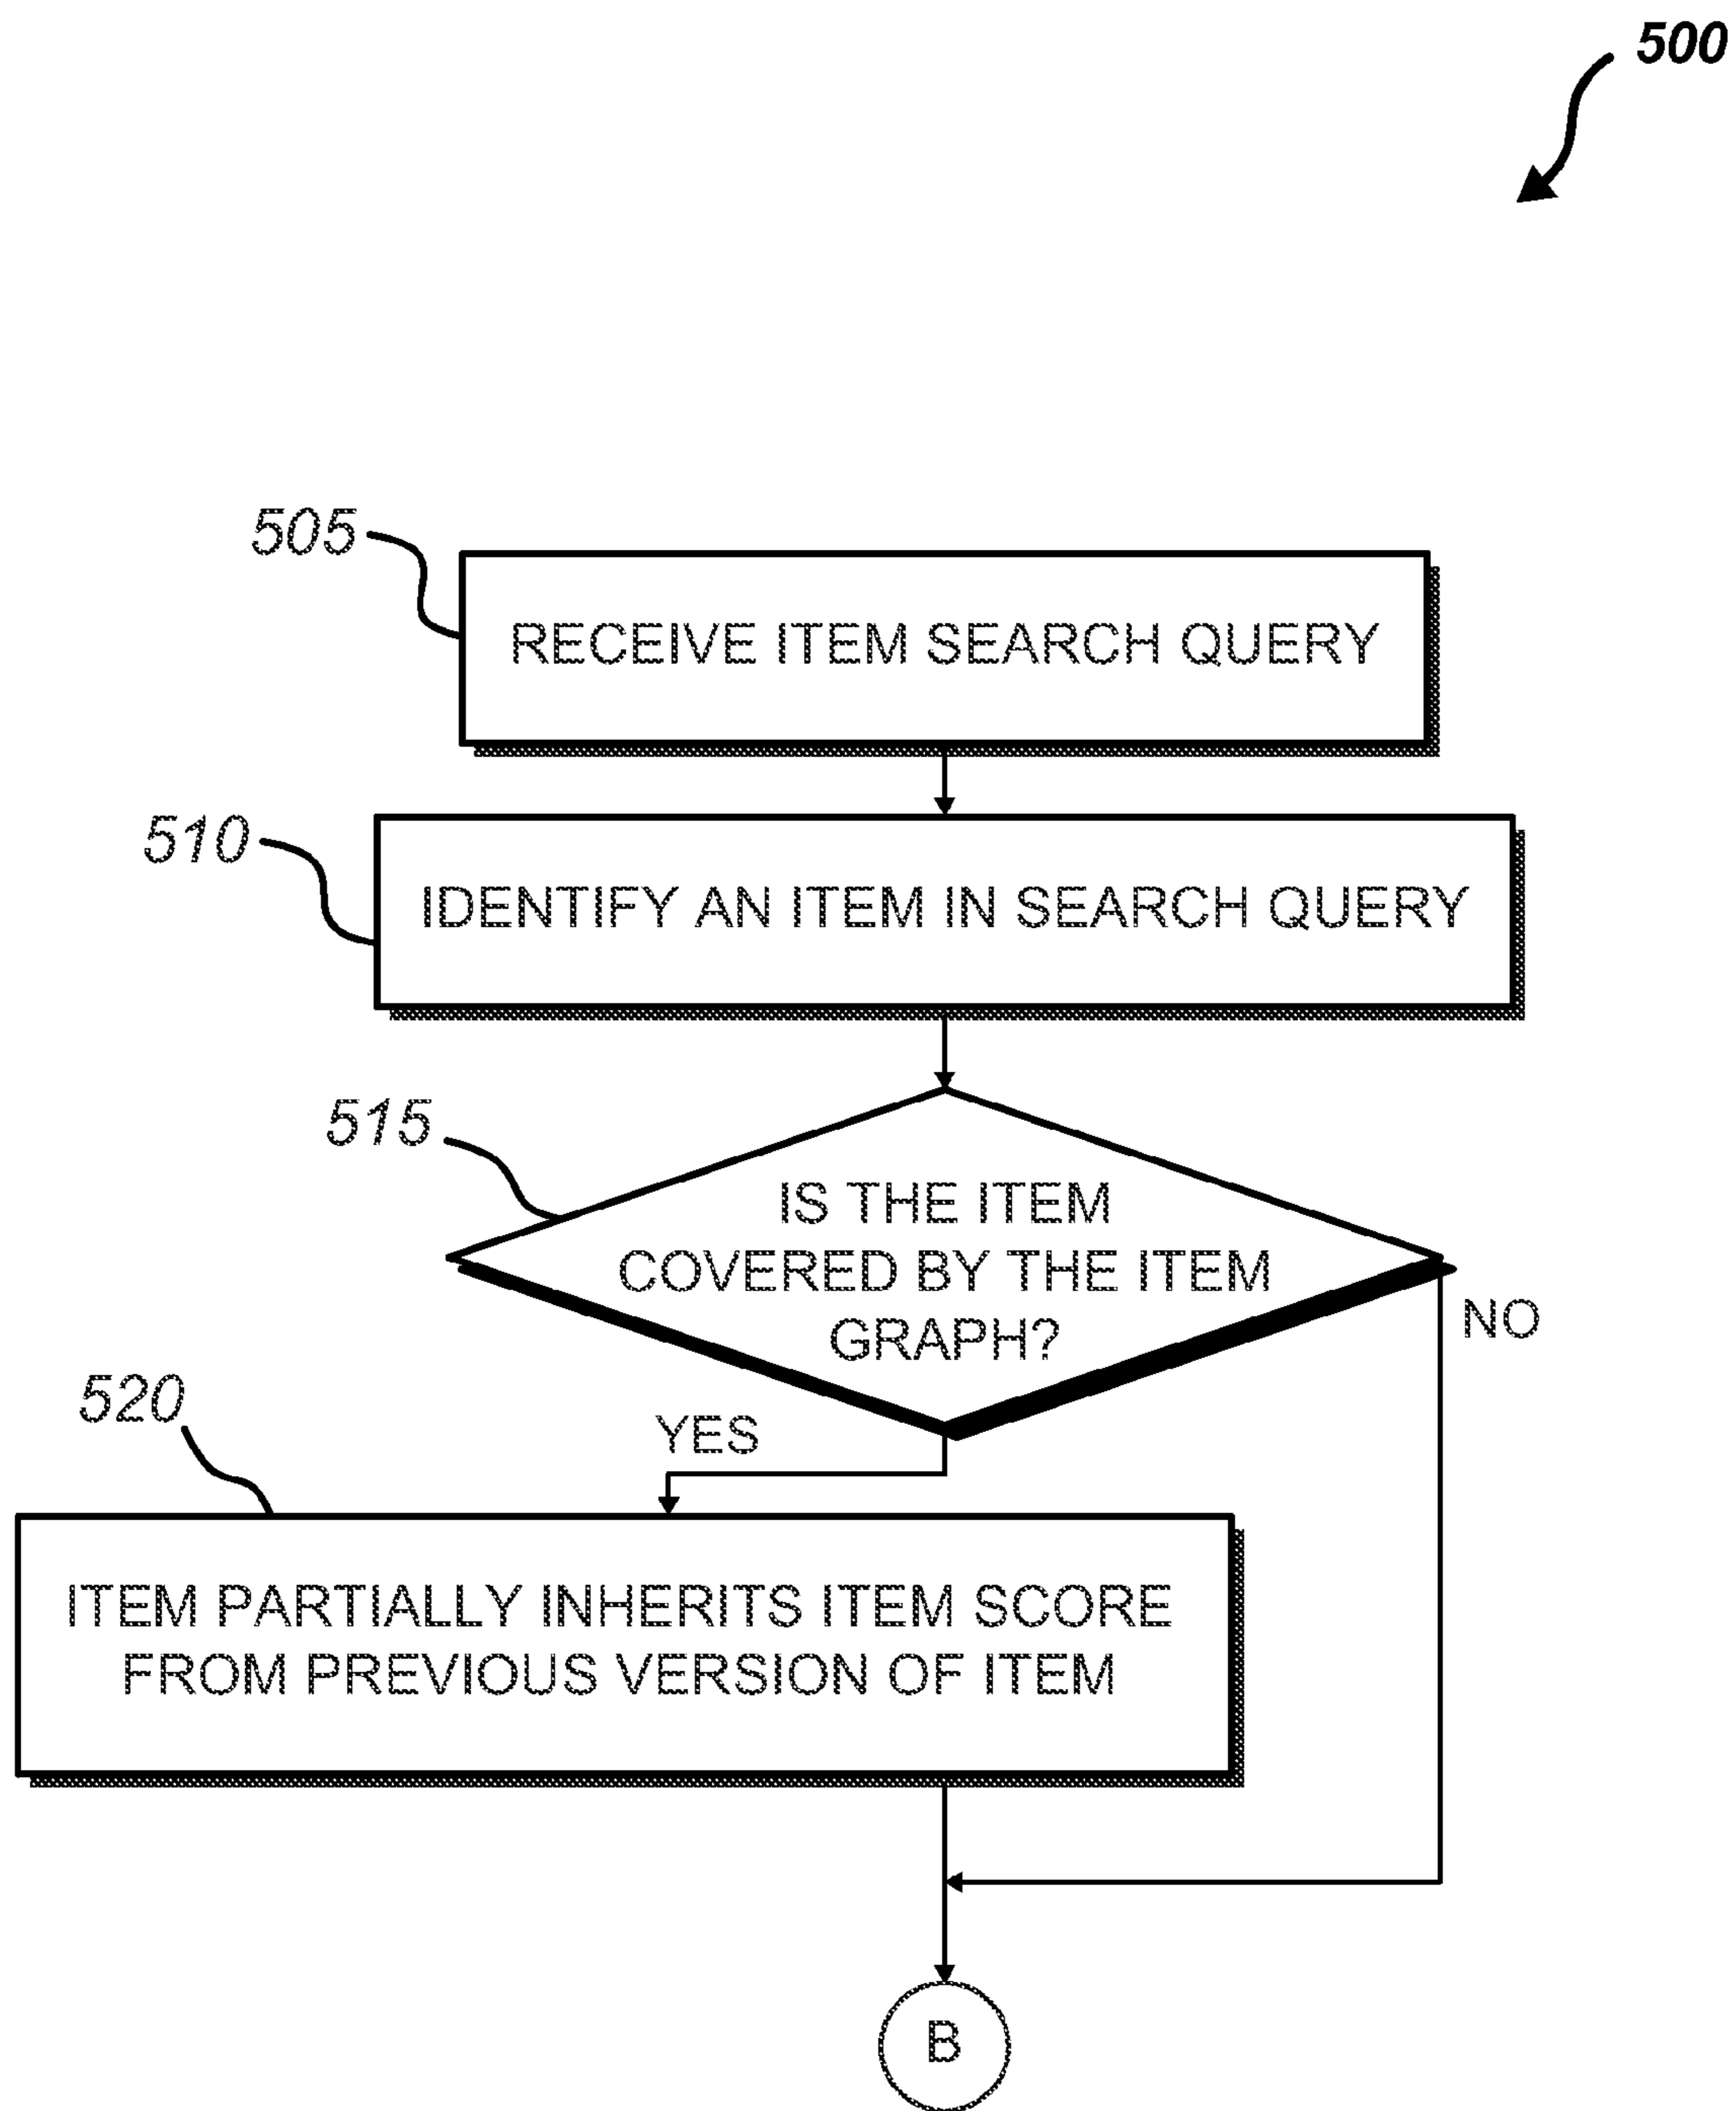 500
505
RECEIVE ITEM SEARCH QUERY
510
IDENTIFY AN ITEM IN SEARCH QUERY
515
IS THE ITEM
COVERED BY THE ITEM
GRAPH?
NO
YES
520
ITEM PARTIALLY INHERITS ITEM SCORE
FROM PREVIOUS VERSION OF ITEM
B